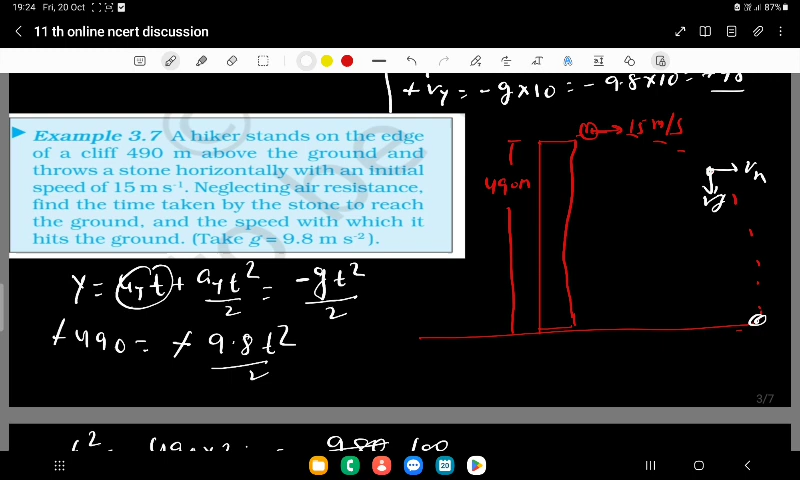 19:24 Fri, 20 Oct
87%
11 th online ncert discussion
+ vy = - g x 10 = - 9.8 x 10 =
Example 3.7 A hiker stands on the edge
of a cliff 490 m above the ground and
throws a stone horizontally with an initial
speed of 15 m s⁻¹. Neglecting air resistance,
find the time taken by the stone to reach
the ground, and the speed with which it
hits the ground. (Take g = 9.8 m s⁻²).
15 m/s
490m
Y = uyt + ayt²/2 = -gt²/2
+490 = + 9.8t²/2
3/7
t² = 490x2 = 980 100
20